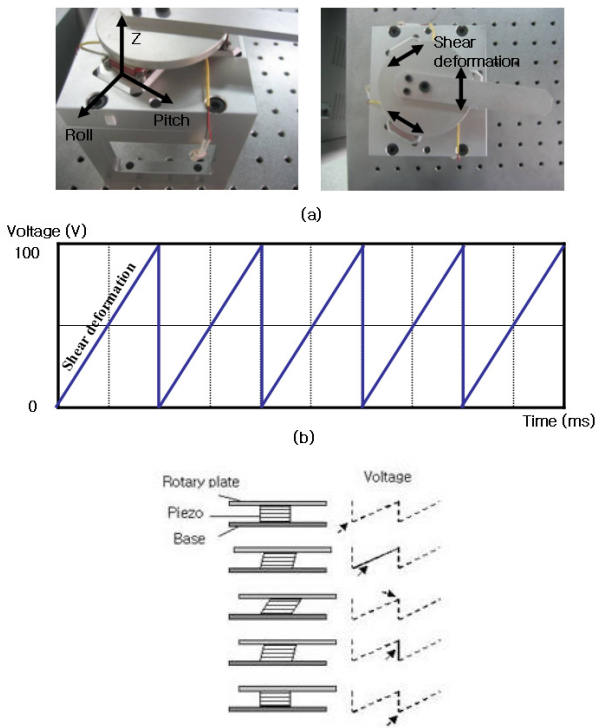 Z
Roll
Pitch
Shear
deformation
(a)
Voltage (V)
100
Shear deformation
0
Time (ms)
(b)
Rotary plate
Voltage
Piezo
Base